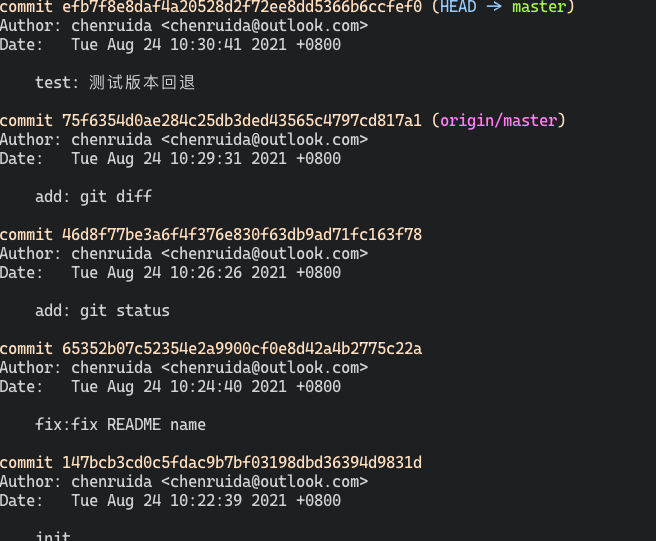 commit efb7f8e8daf4a20528d2f72ee8dd5366b6ccfef0 (HEAD -> master)
Author: chenruida <chenruida@outlook.com>
Date:   Tue Aug 24 10:30:41 2021 +0800
test: 测试版本回退
commit 75f6354d0ae284c25db3ded43565c4797cd817a1 (origin/master)
Author: chenruida <chenruida@outlook.com>
Date:   Tue Aug 24 10:29:31 2021 +0800
add: git diff
commit 46d8f77be3a6f4f376e830f63db9ad71fc163f78
Author: chenruida <chenruida@outlook.com>
Date:   Tue Aug 24 10:26:26 2021 +0800
add: git status
commit 65352b07c52354e2a9900cf0e8d42a4b2775c22a
Author: chenruida <chenruida@outlook.com>
Date:   Tue Aug 24 10:24:40 2021 +0800
fix:fix README name
commit 147bcb3cd0c5fdac9b7bf03198dbd36394d9831d
Author: chenruida <chenruida@outlook.com>
Date:   Tue Aug 24 10:22:39 2021 +0800
init